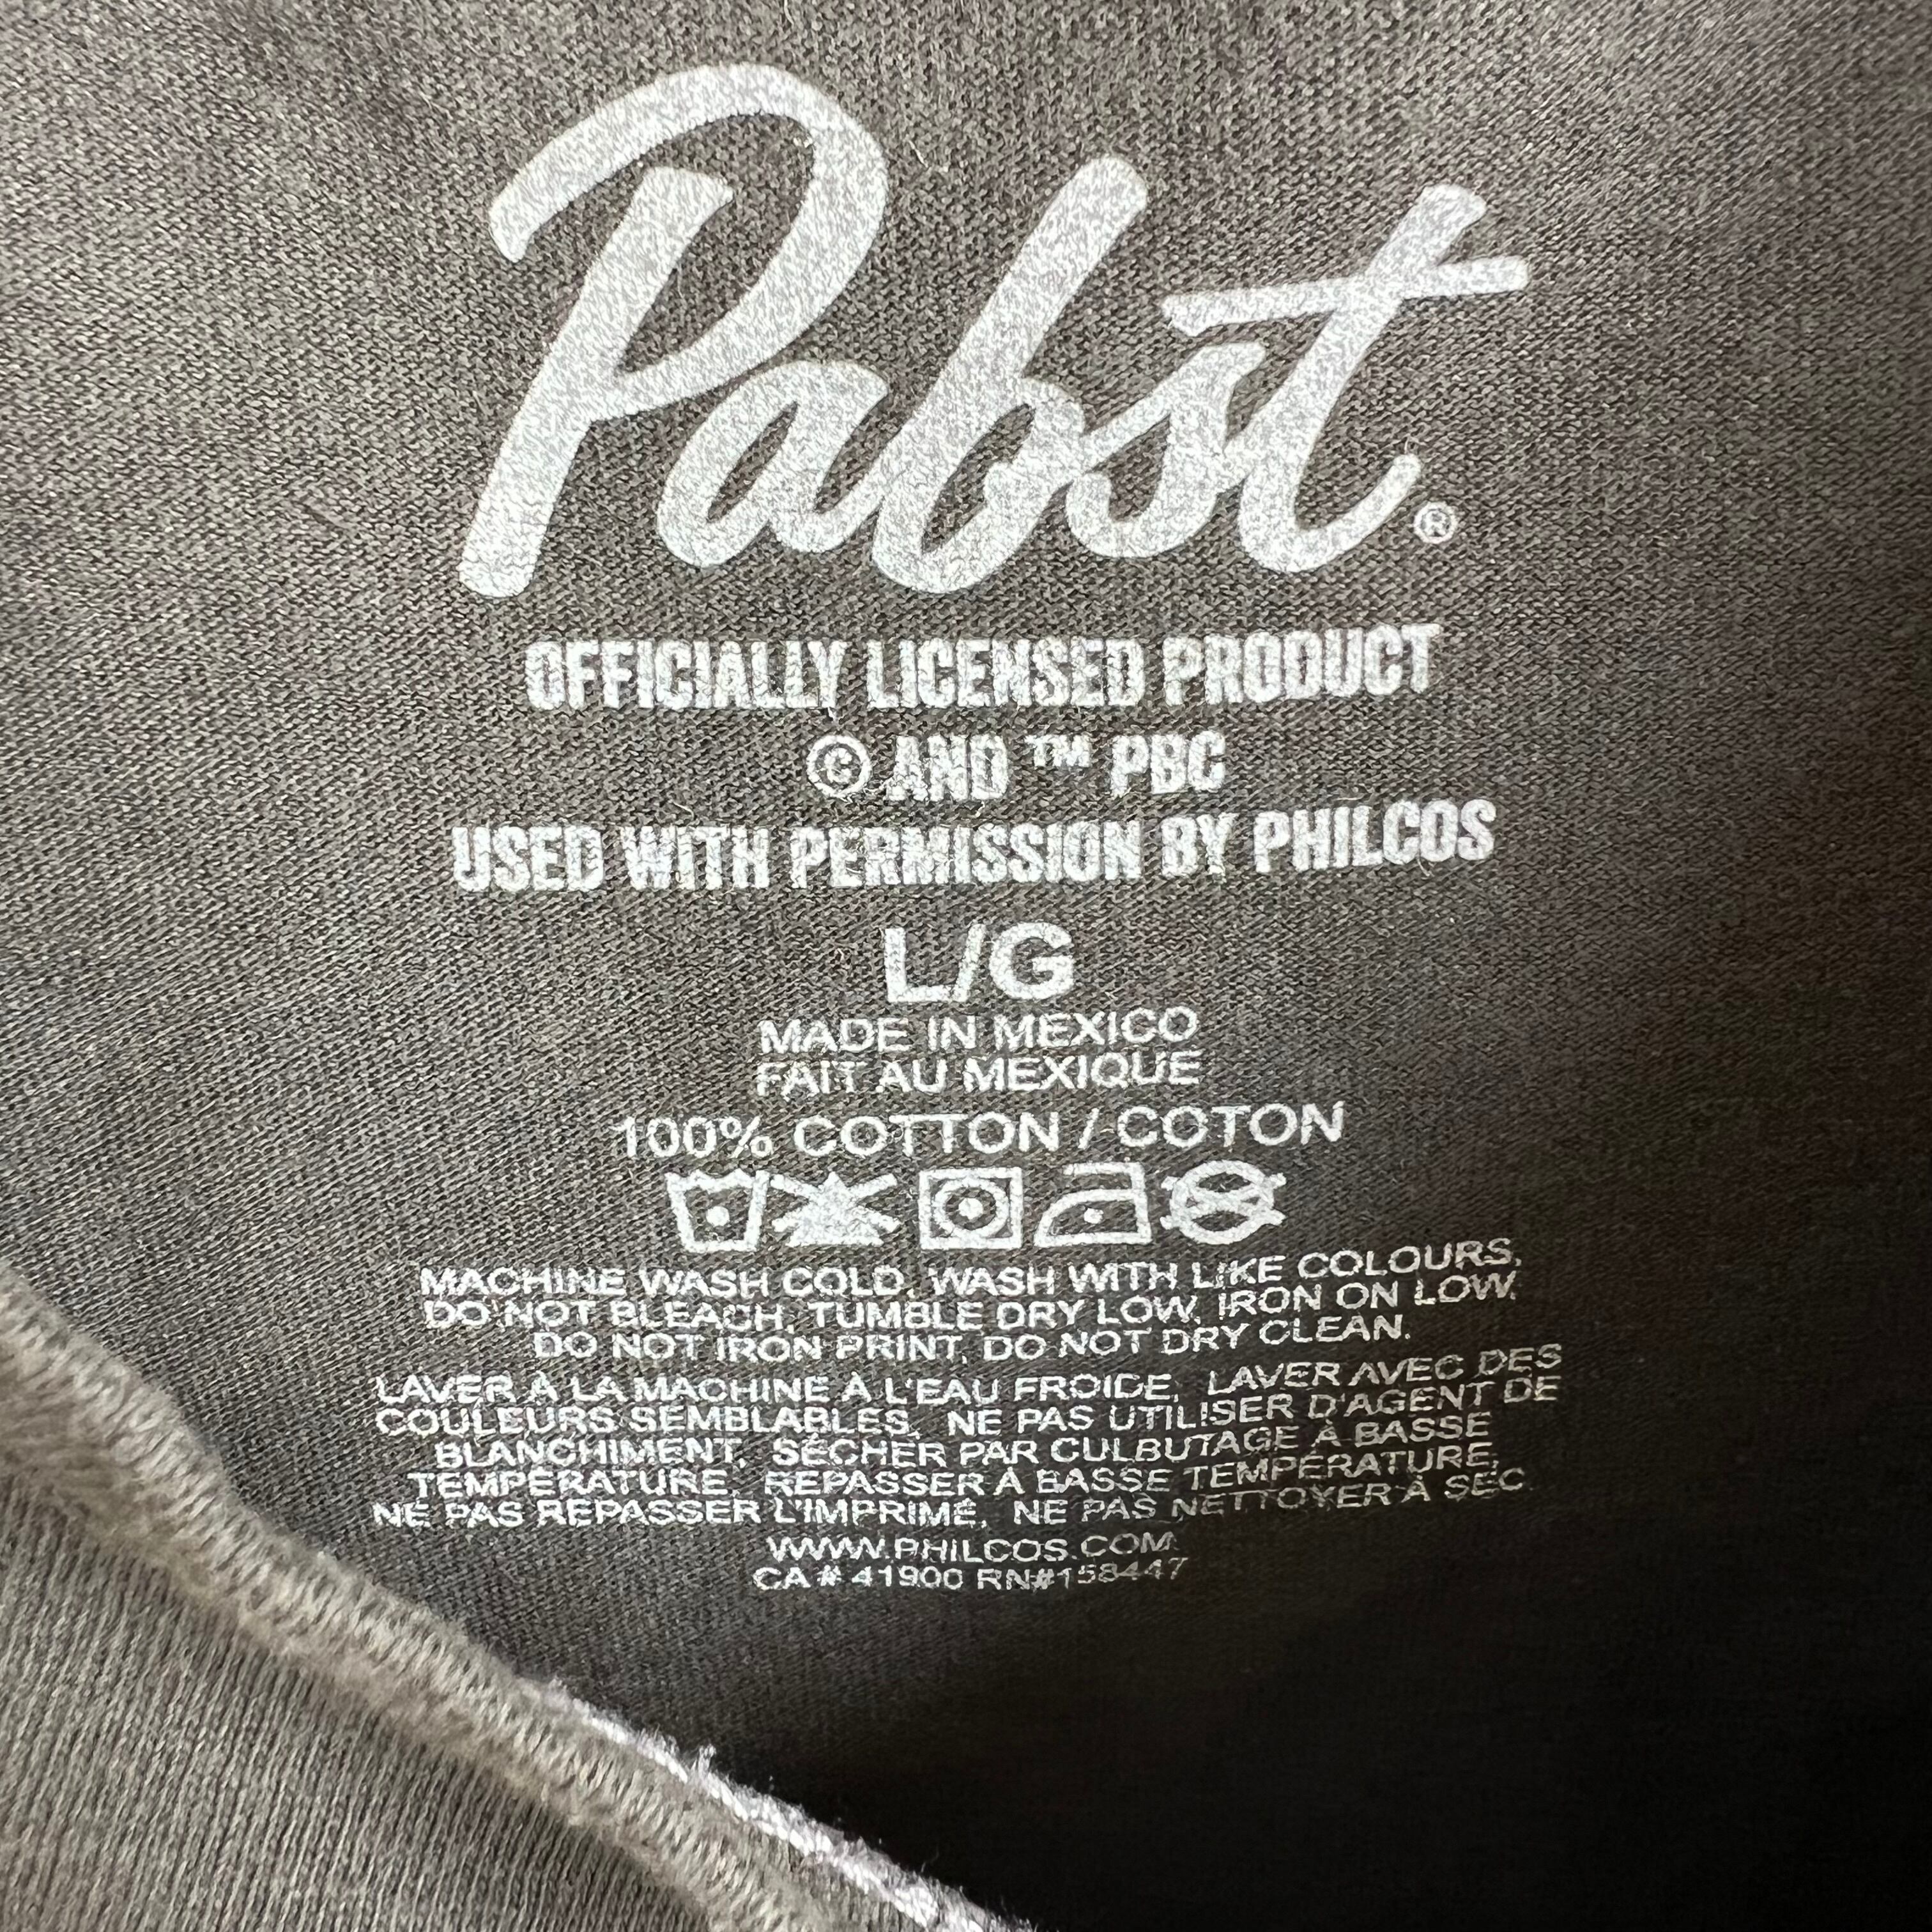 Pabst®
OFFICIALLY LICENSED PRODUCT
© AND ™ PBC
USED WITH PERMISSION BY PHILCOS
L/G
MADE IN MEXICO
FAIT AU MEXIQUE
100% COTTON / COTON
MACHINE WASH COLD, WASH WITH LIKE COLOURS,
DO NOT BLEACH, TUMBLE DRY LOW, IRON ON LOW,
DO NOT IRON PRINT, DO NOT DRY CLEAN.
LAVER À LA MACHINE À L'EAU FROIDE, LAVER AVEC DES
COULEURS SEMBLABLES, NE PAS UTILISER D'AGENT DE
BLANCHIMENT, SÉCHER PAR CULBUTAGE À BASSE
TEMPÉRATURE, REPASSER À BASSE TEMPÉRATURE,
NE PAS REPASSER L'IMPRIMÉ, NE PAS NETTOYER À SEC
WWW.PHILCOS.COM
CA# 41900 RN#158447